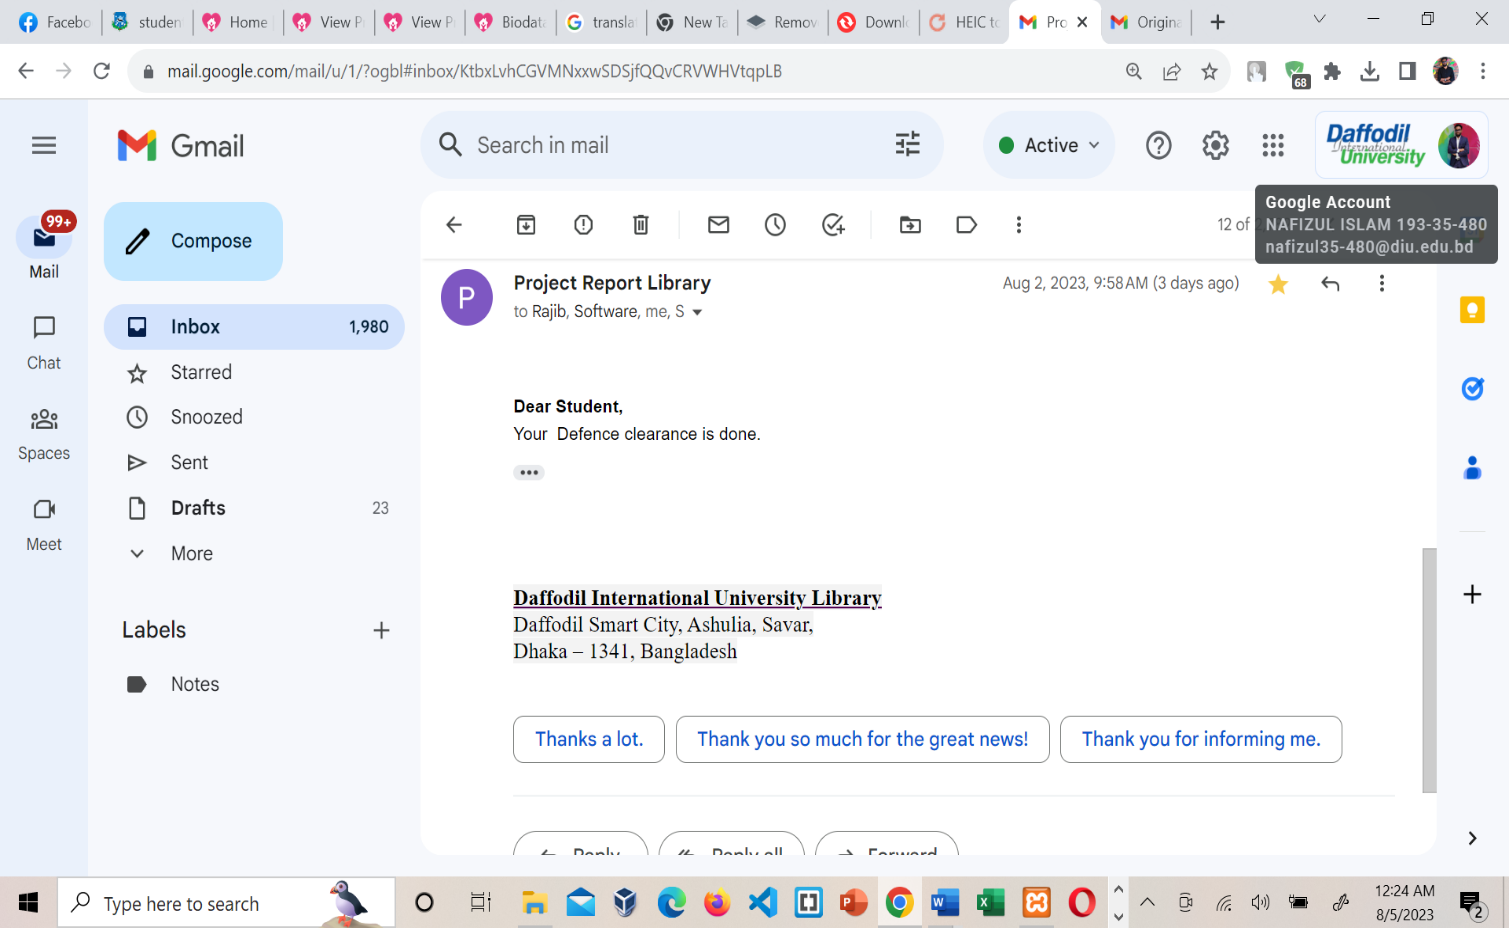 Facebo
studen
Home
View P
View P
Biodat
transla
New Ta
Remov
Downl
HEIC to
Pro
Origina
mail.google.com/mail/u/1/?ogbl#inbox/KtbxLvhCGVMNxxwSDSjfQQvCRVWHVtqpLB
68
Gmail
Search in mail
Active
Daffodil
International
University
Google Account
NAFIZUL ISLAM 193-35-480
nafizul35-480@diu.edu.bd
99+
Mail
Chat
Spaces
Meet
Compose
Inbox 1,980
Starred
Snoozed
Sent
Drafts 23
More
Labels
Notes
12 of
P
Project Report Library
Aug 2, 2023, 9:58 AM (3 days ago)
to Rajib, Software, me, S
Dear Student,
Your Defence clearance is done.
Daffodil International University Library
Daffodil Smart City, Ashulia, Savar,
Dhaka – 1341, Bangladesh
Thanks a lot.
Thank you so much for the great news!
Thank you for informing me.
Reply
Reply all
Forward
Type here to search
12:24 AM
8/5/2023
2